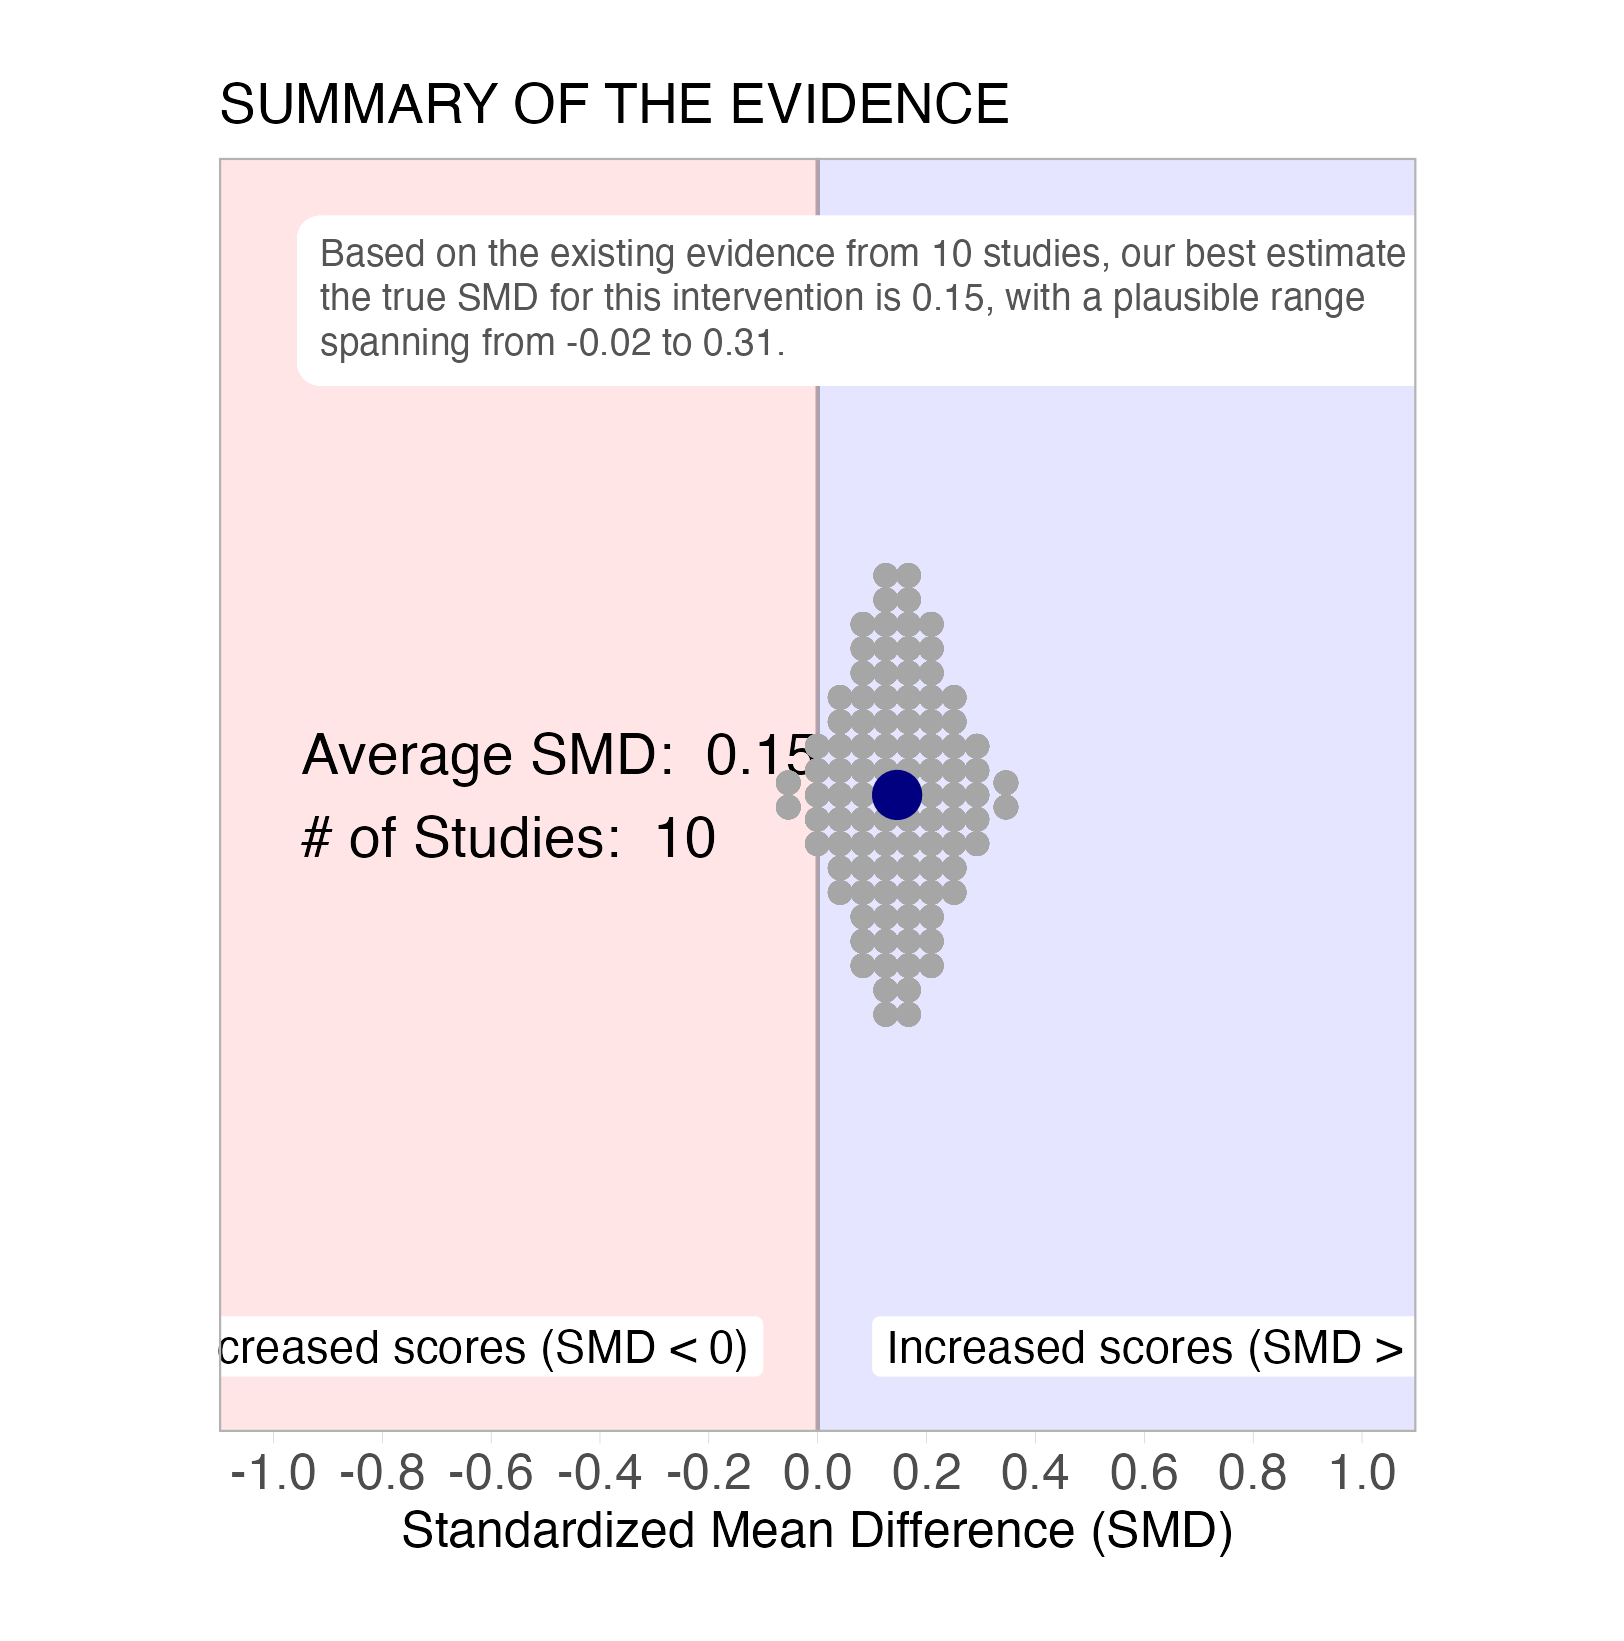 SUMMARY OF THE EVIDENCE
Based on the existing evidence from 10 studies, our best estimate
the true SMD for this intervention is 0.15, with a plausible range
spanning from -0.02 to 0.31.
Average SMD: 0.15
# of Studies: 10
creased scores (SMD < 0)
Increased scores (SMD >
-1.0 -0.8 -0.6 -0.4 -0.2 0.0 0.2 0.4 0.6 0.8 1.0
Standardized Mean Difference (SMD)